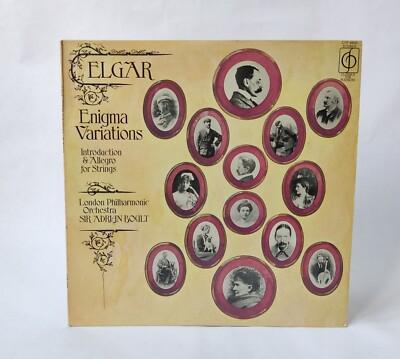 ELGAR
Enigma
Variations
Introduction
& Allegro
for Strings
London Philharmonic
Orchestra
SIR ADRIAN BOULT